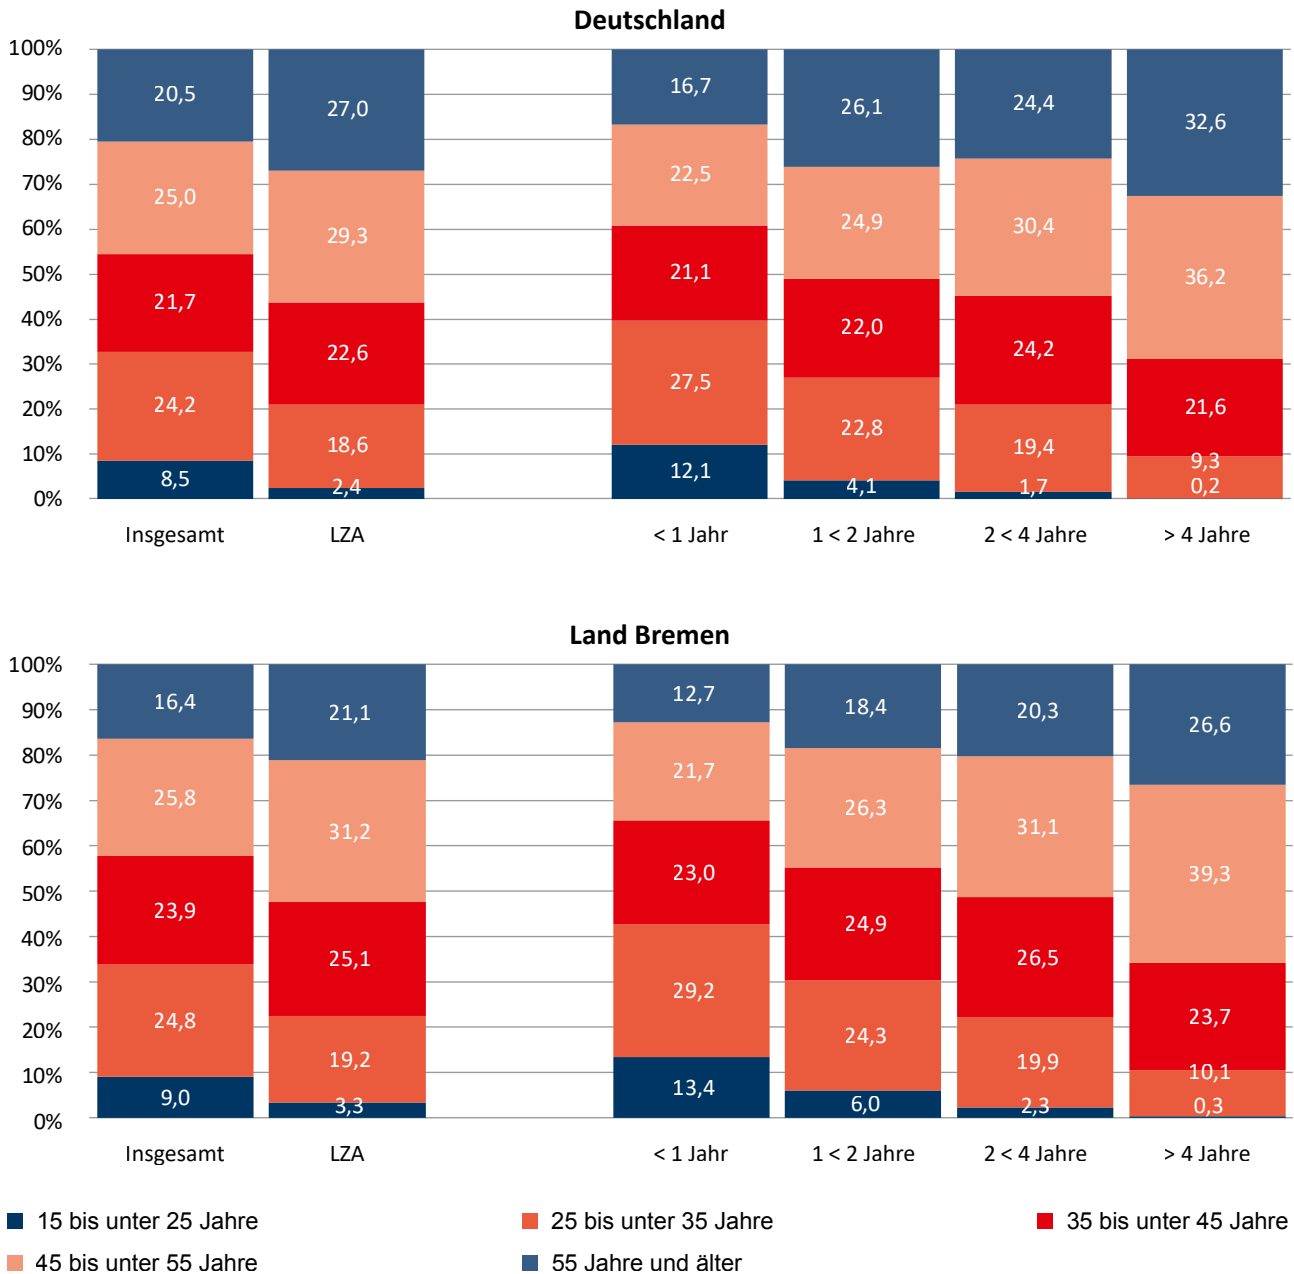 Deutschland
100%
90%
80%
70%
60%
50%
40%
30%
20%
10%
0%
20,5 27,0 16,7 26,1 24,4 32,6
25,0 29,3 22,5 24,9 30,4 36,2
21,7 22,6 21,1 22,0 24,2 21,6
24,2 18,6 27,5 22,8 19,4 9,3
8,5 2,4 12,1 4,1 1,7 0,2
Insgesamt LZA < 1 Jahr 1 < 2 Jahre 2 < 4 Jahre > 4 Jahre
Land Bremen
100%
90%
80%
70%
60%
50%
40%
30%
20%
10%
0%
16,4 21,1 12,7 18,4 20,3 26,6
25,8 31,2 21,7 26,3 31,1 39,3
23,9 25,1 23,0 24,9 26,5 23,7
24,8 19,2 29,2 24,3 19,9 10,1
9,0 3,3 13,4 6,0 2,3 0,3
Insgesamt LZA < 1 Jahr 1 < 2 Jahre 2 < 4 Jahre > 4 Jahre
15 bis unter 25 Jahre 25 bis unter 35 Jahre 35 bis unter 45 Jahre
45 bis unter 55 Jahre 55 Jahre und älter